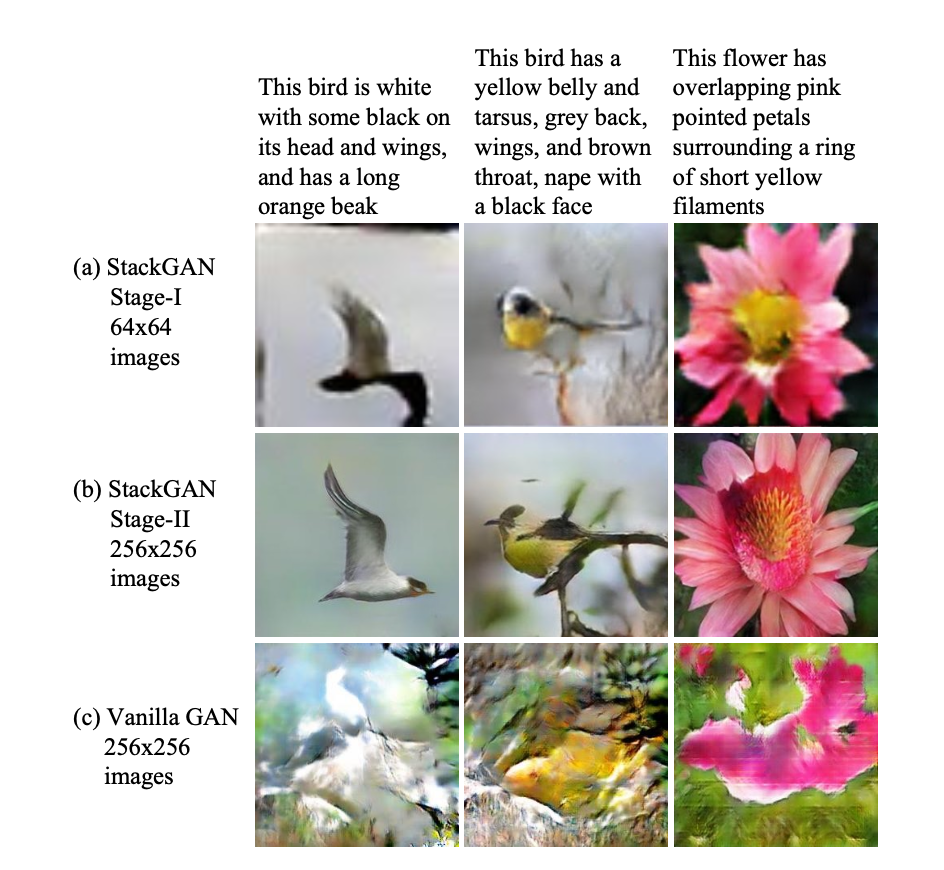 This bird is white
with some black on
its head and wings,
and has a long
orange beak
This bird has a
yellow belly and
tarsus, grey back,
wings, and brown
throat, nape with
a black face
This flower has
overlapping pink
pointed petals
surrounding a ring
of short yellow
filaments
(a) StackGAN
Stage-I
64x64
images
(b) StackGAN
Stage-II
256x256
images
(c) Vanilla GAN
256x256
images